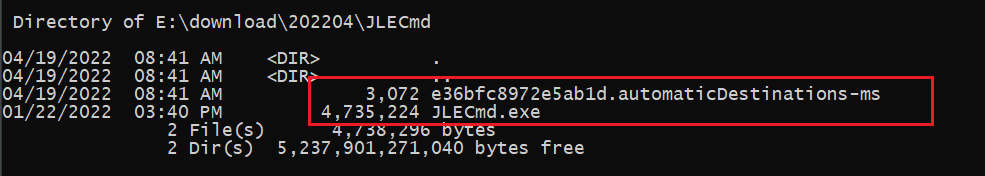 Directory of E:\download\202204\JLECmd
04/19/2022  08:41 AM    <DIR>          .
04/19/2022  08:41 AM    <DIR>          ..
04/19/2022  08:41 AM             3,072 e36bfc8972e5ab1d.automaticDestinations-ms
01/22/2022  03:40 PM         4,735,224 JLECmd.exe
2 File(s)      4,738,296 bytes
2 Dir(s)  5,237,901,271,040 bytes free